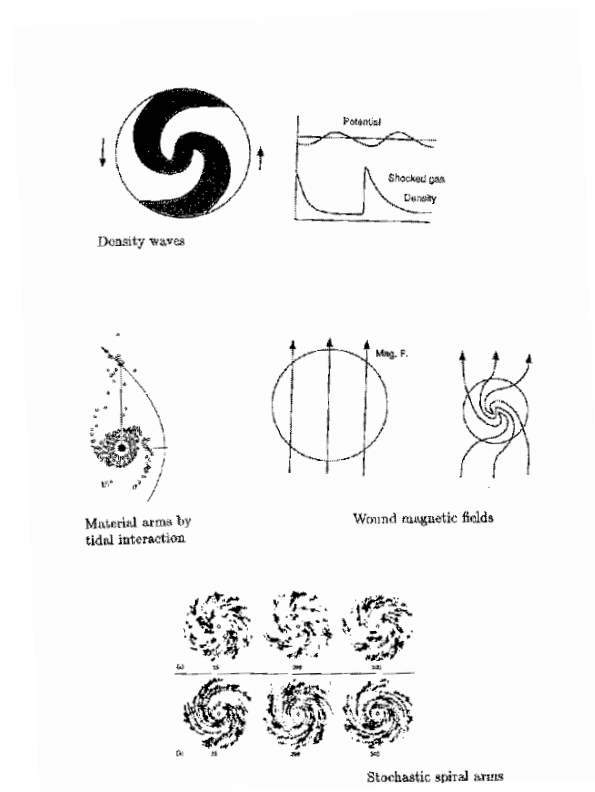 Potential
Shocked gas
Density
Density waves
Mag. F.
Material arms by
tidal interaction
Wound magnetic fields
Stochastic spiral arms